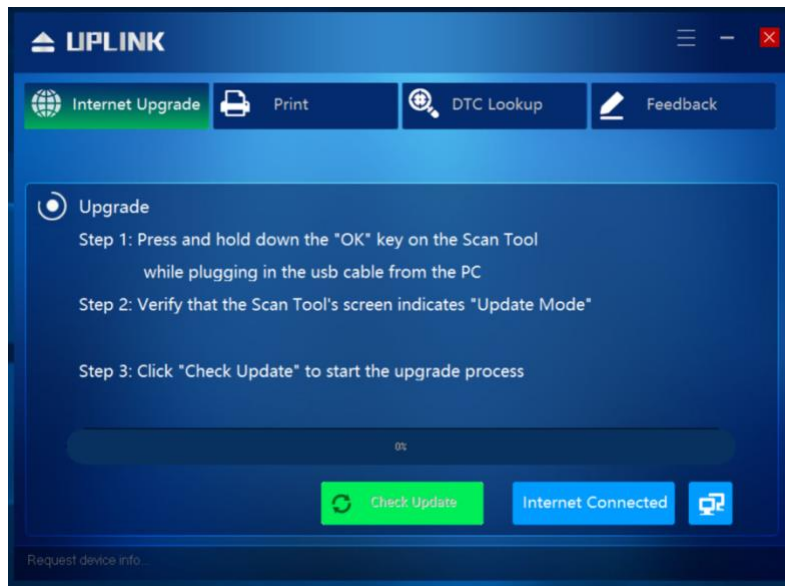 UPLINK
Internet Upgrade Print DTC Lookup Feedback
Upgrade
Step 1: Press and hold down the "OK" key on the Scan Tool
while plugging in the usb cable from the PC
Step 2: Verify that the Scan Tool's screen indicates "Update Mode"
Step 3: Click "Check Update" to start the upgrade process
0%
Check Update Internet Connected
Request device info...